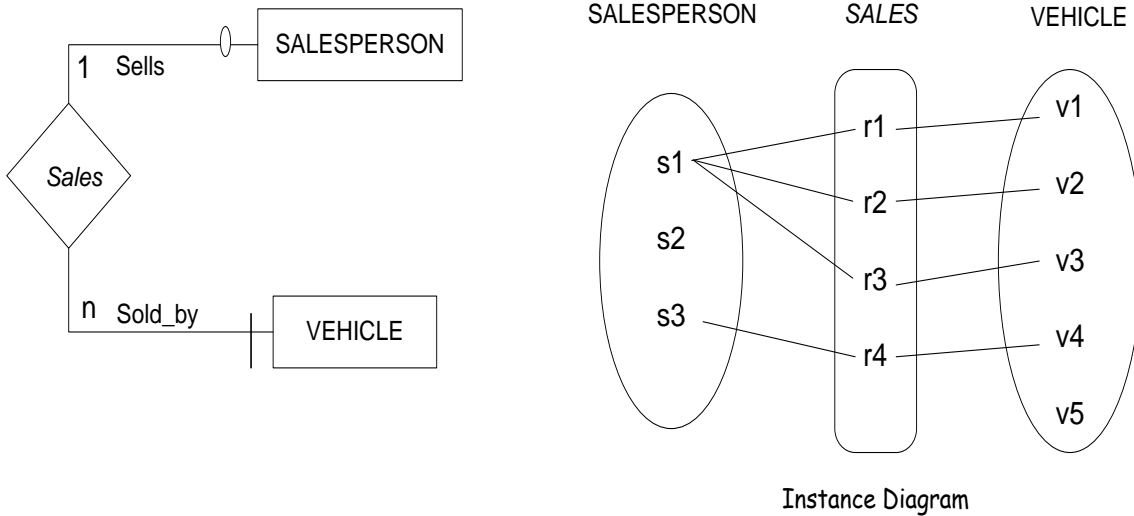 SALESPERSON
1 Sells
Sales
n Sold_by
VEHICLE
SALESPERSON SALES VEHICLE
s1
s2
s3
r1
r2
r3
r4
v1
v2
v3
v4
v5
Instance Diagram